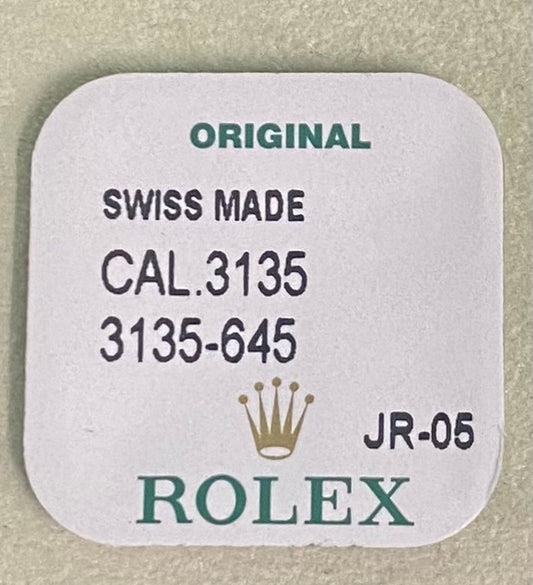 ORIGINAL
SWISS MADE
CAL.3135
3135-645
JR-05
ROLEX